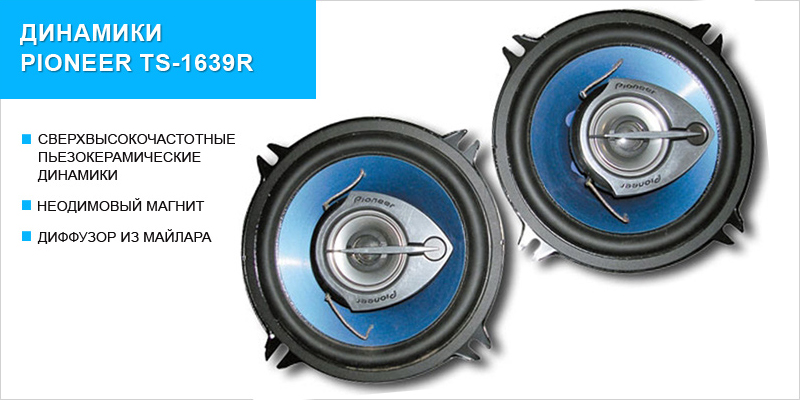 ДИНАМИКИ
PIONEER TS-1639R
СВЕРХВЫСОКОЧАСТОТНЫЕ
ПЬЕЗОКЕРАМИЧЕСКИЕ
ДИНАМИКИ
НЕОДИМОВЫЙ МАГНИТ
ДИФФУЗОР ИЗ МАЙЛАРА
Pioneer
Pioneer
Pioneer
Pioneer